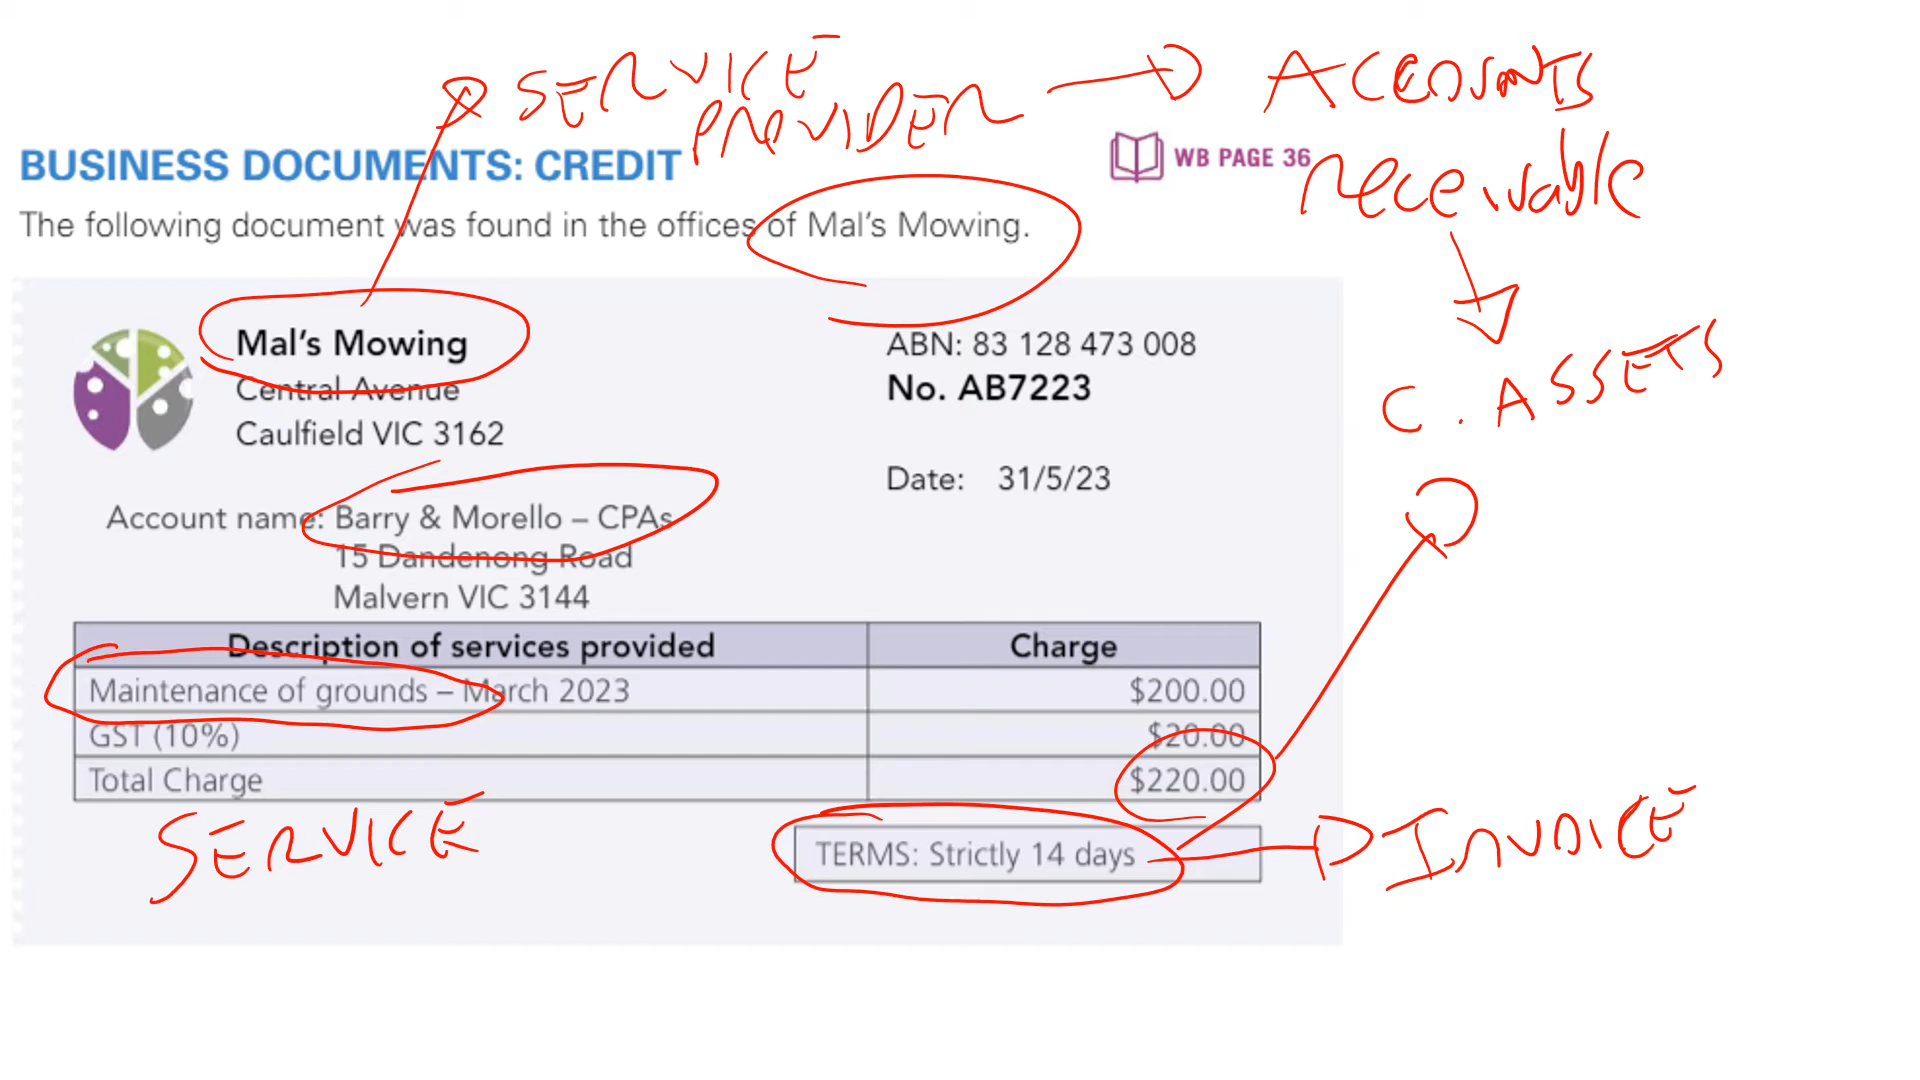 SERVICE
PROVIDER
ACCOUNTS
receivable
BUSINESS DOCUMENTS: CREDIT
WB PAGE 36
The following document was found in the offices of Mal's Mowing.
Mal's Mowing
Central Avenue
Caulfield VIC 3162
ABN: 83 128 473 008
No. AB7223
C. ASSETS
Date: 31/5/23
Account name: Barry & Morello – CPAs
15 Dandenong Road
Malvern VIC 3144
Description of services provided Charge
Maintenance of grounds – March 2023 $200.00
GST (10%) $20.00
Total Charge $220.00
SERVICE
TERMS: Strictly 14 days
INVOICE